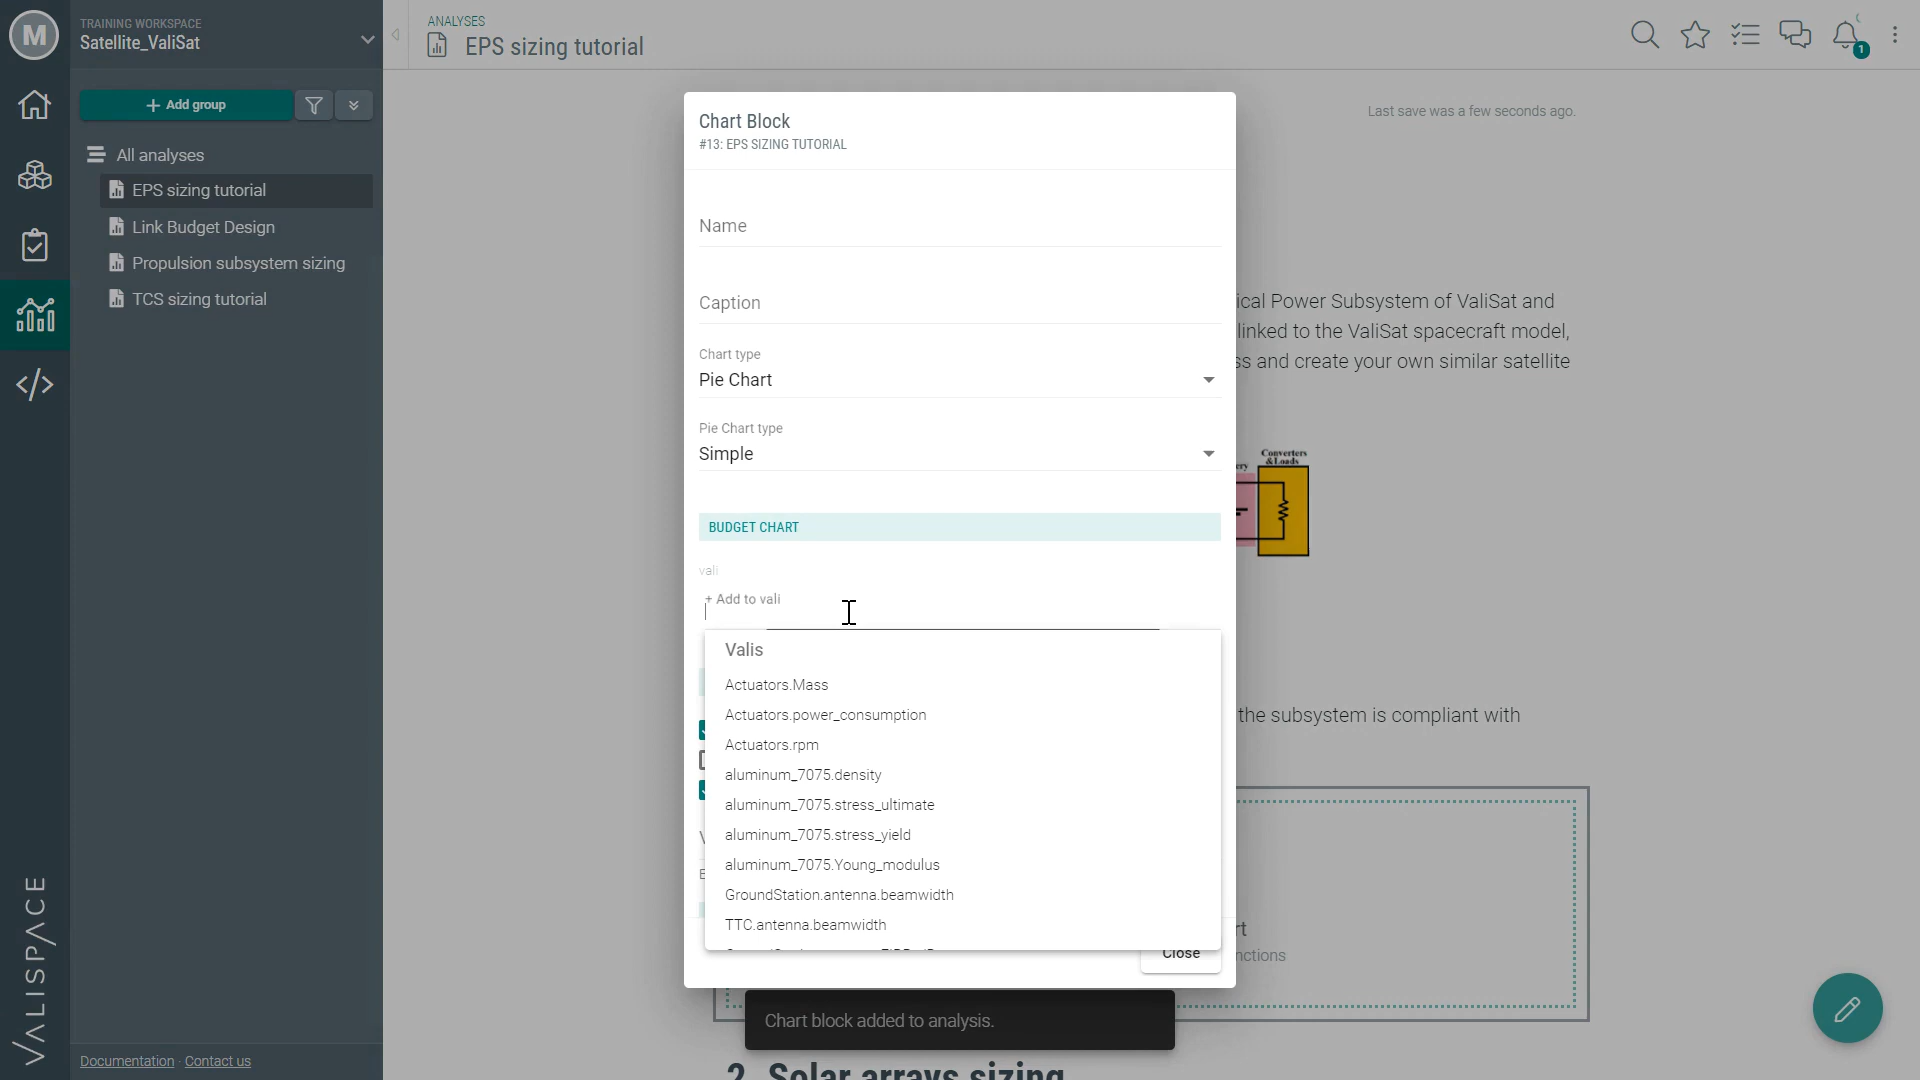 M
TRAINING WORKSPACE
Satellite_ValiSat
ANALYSES
EPS sizing tutorial
1
+ Add group
All analyses
EPS sizing tutorial
Link Budget Design
Propulsion subsystem sizing
TCS sizing tutorial
VALISPACE
Documentation · Contact us
Last save was a few seconds ago.
Chart Block
#13: EPS SIZING TUTORIAL
Name
Caption
Chart type
Pie Chart
Pie Chart type
Simple
BUDGET CHART
vali
+ Add to vali
Valis
Actuators.Mass
Actuators.power_consumption
Actuators.rpm
aluminum_7075.density
aluminum_7075.stress_ultimate
aluminum_7075.stress_yield
aluminum_7075.Young_modulus
GroundStation.antenna.beamwidth
TTC.antenna.beamwidth
Close
ical Power Subsystem of ValiSat and
linked to the ValiSat spacecraft model,
ss and create your own similar satellite
ery
Converters
&Loads
the subsystem is compliant with
rt
nctions
Chart block added to analysis.
2. Solar arrays sizing